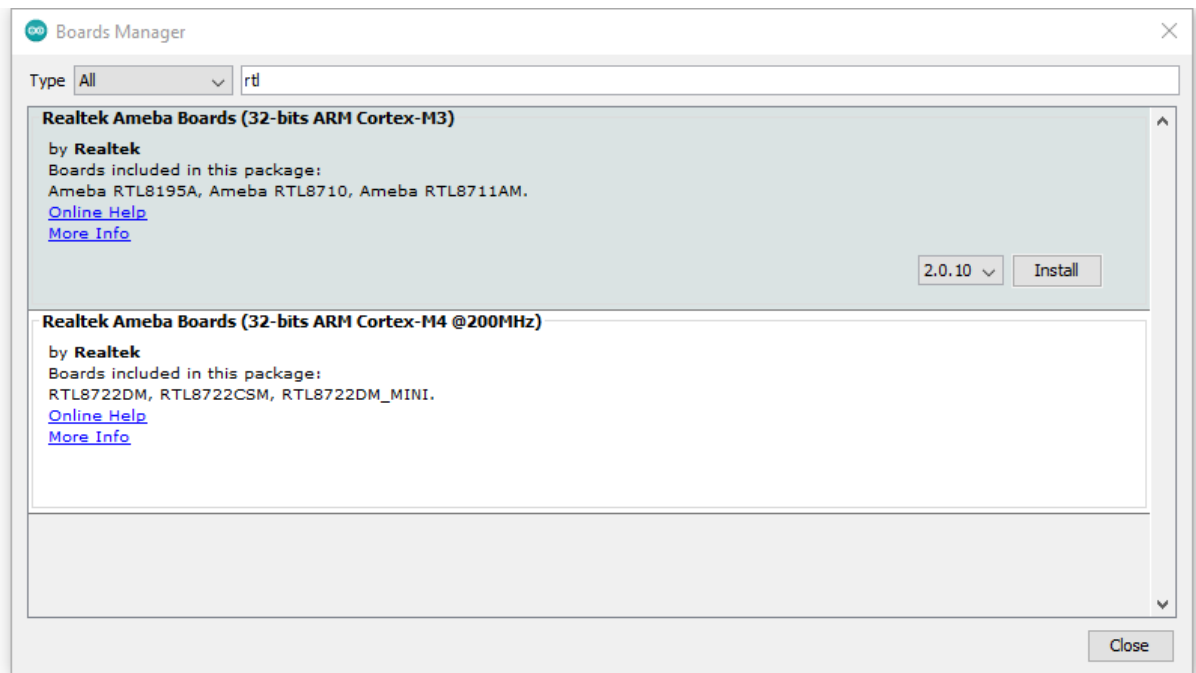 Boards Manager
Type All rtl
Realtek Ameba Boards (32-bits ARM Cortex-M3)
by Realtek
Boards included in this package:
Ameba RTL8195A, Ameba RTL8710, Ameba RTL8711AM.
Online Help
More Info
2.0.10 Install
Realtek Ameba Boards (32-bits ARM Cortex-M4 @200MHz)
by Realtek
Boards included in this package:
RTL8722DM, RTL8722CSM, RTL8722DM_MINI.
Online Help
More Info
Close